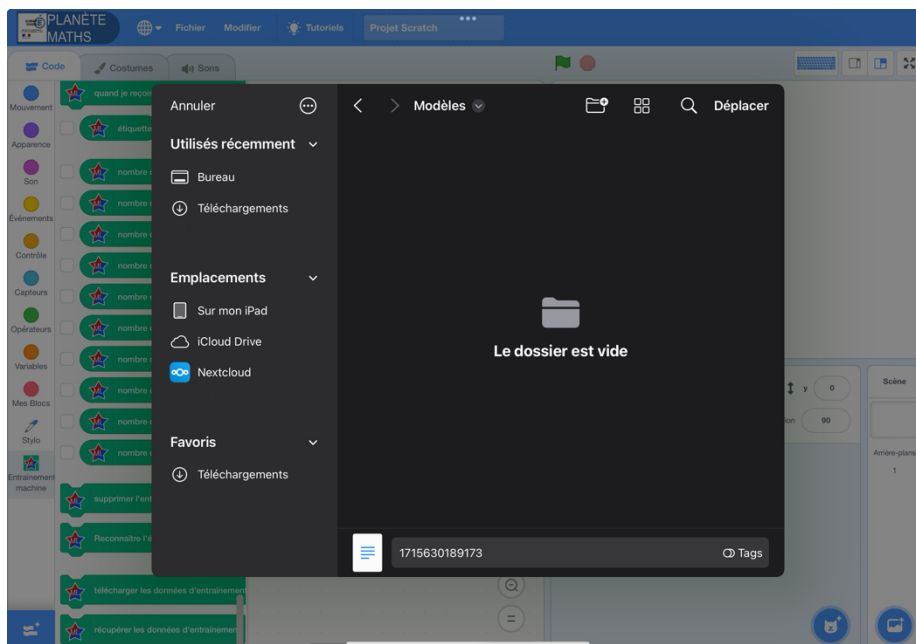 PLANÈTE
MATHS
Fichier
Modifier
Tutoriels
Projet Scratch
Code
Costumes
Sons
Mouvement
Apparence
Son
Événements
Contrôle
Capteurs
Opérateurs
Variables
Mes Blocs
Stylo
Entraînement
machine
quand je reçois
étiquette
nombre
nombre
nombre
nombre
nombre
nombre
nombre
nombre
nombre
nombre
supprimer l'ent
Reconnaître l'é
télécharger les données d'entraînement
récupérer les données d'entraînement
Annuler
Utilisés récemment
Bureau
Téléchargements
Emplacements
Sur mon iPad
iCloud Drive
Nextcloud
Favoris
Téléchargements
Modèles
Déplacer
Le dossier est vide
1715630189173
Tags
y
0
ion
90
Scène
Arrière-plans
1